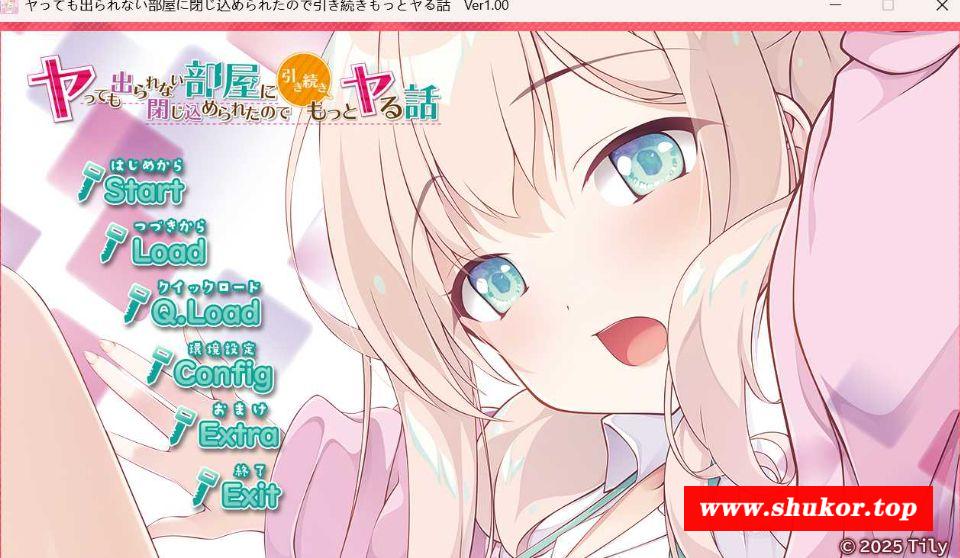 ヤっても出られない部屋に閉じ込められたので引き続きもっとヤる話　Ver1.00
ヤっても出られない部屋に
閉じ込められたので
引き続き
もっとヤる話
はじめから
Start
つづきから
Load
クイックロード
Q.Load
環境設定
Config
おまけ
Extra
終了
Exit
www.shukor.top
© 2025 Tily